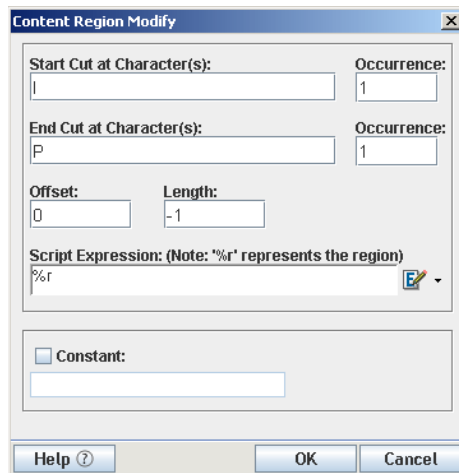 Content Region Modify
Start Cut at Character(s): Occurrence:
I 1
End Cut at Character(s): Occurrence:
P 1
Offset: Length:
0 -1
Script Expression: (Note: '%r' represents the region)
%r
Constant:
Help ? OK Cancel